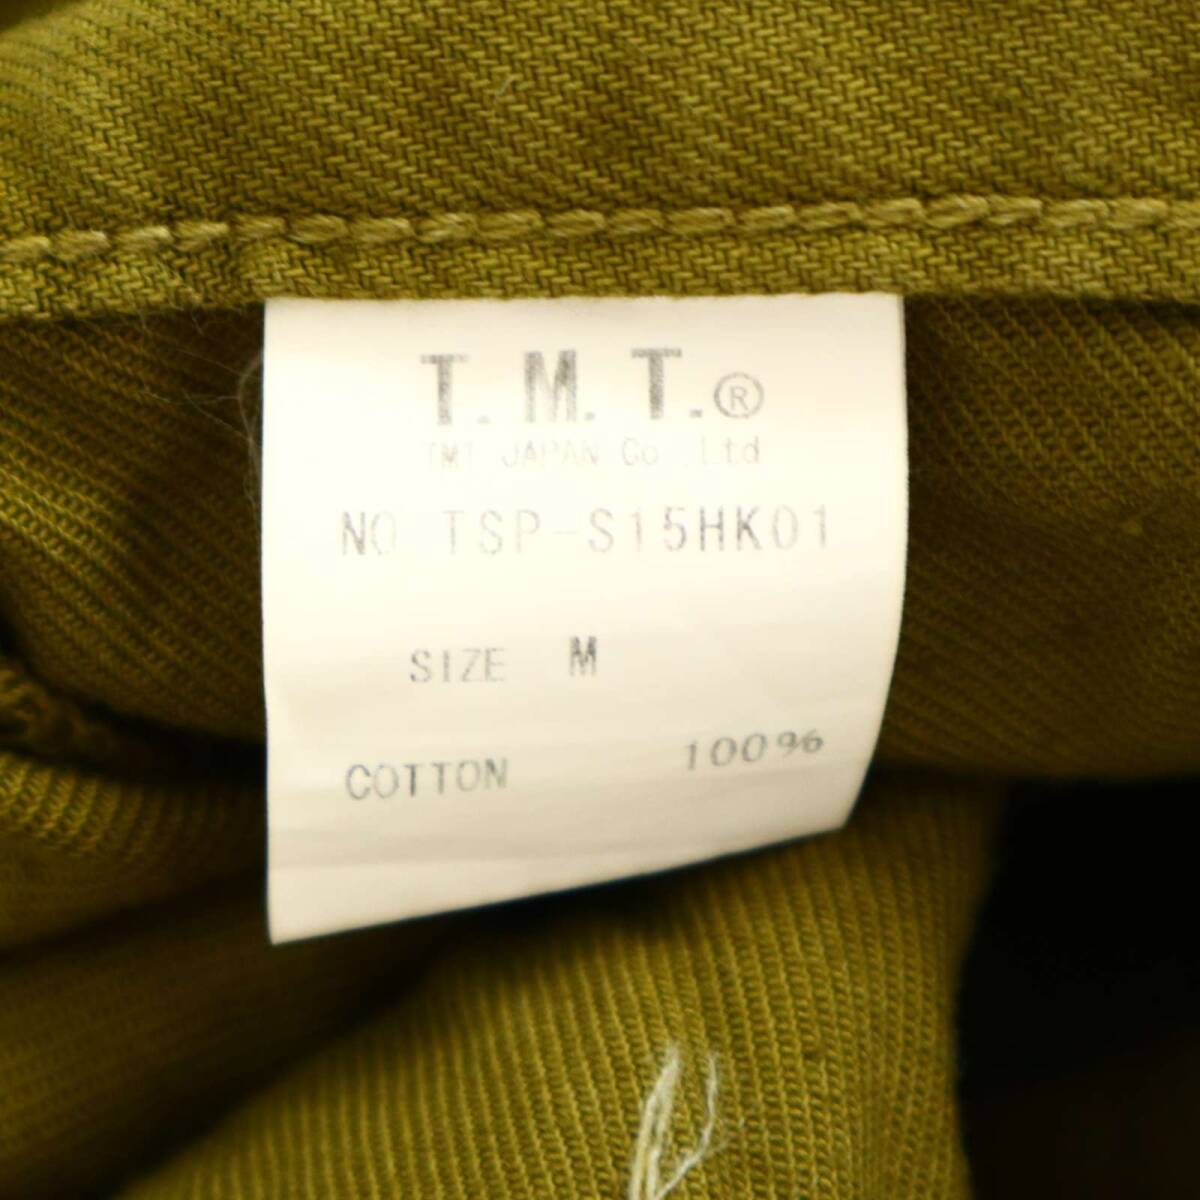 T.M.T.®
TMT JAPAN Co.,Ltd
NO TSP-S15HK01
SIZE M
COTTON 100%